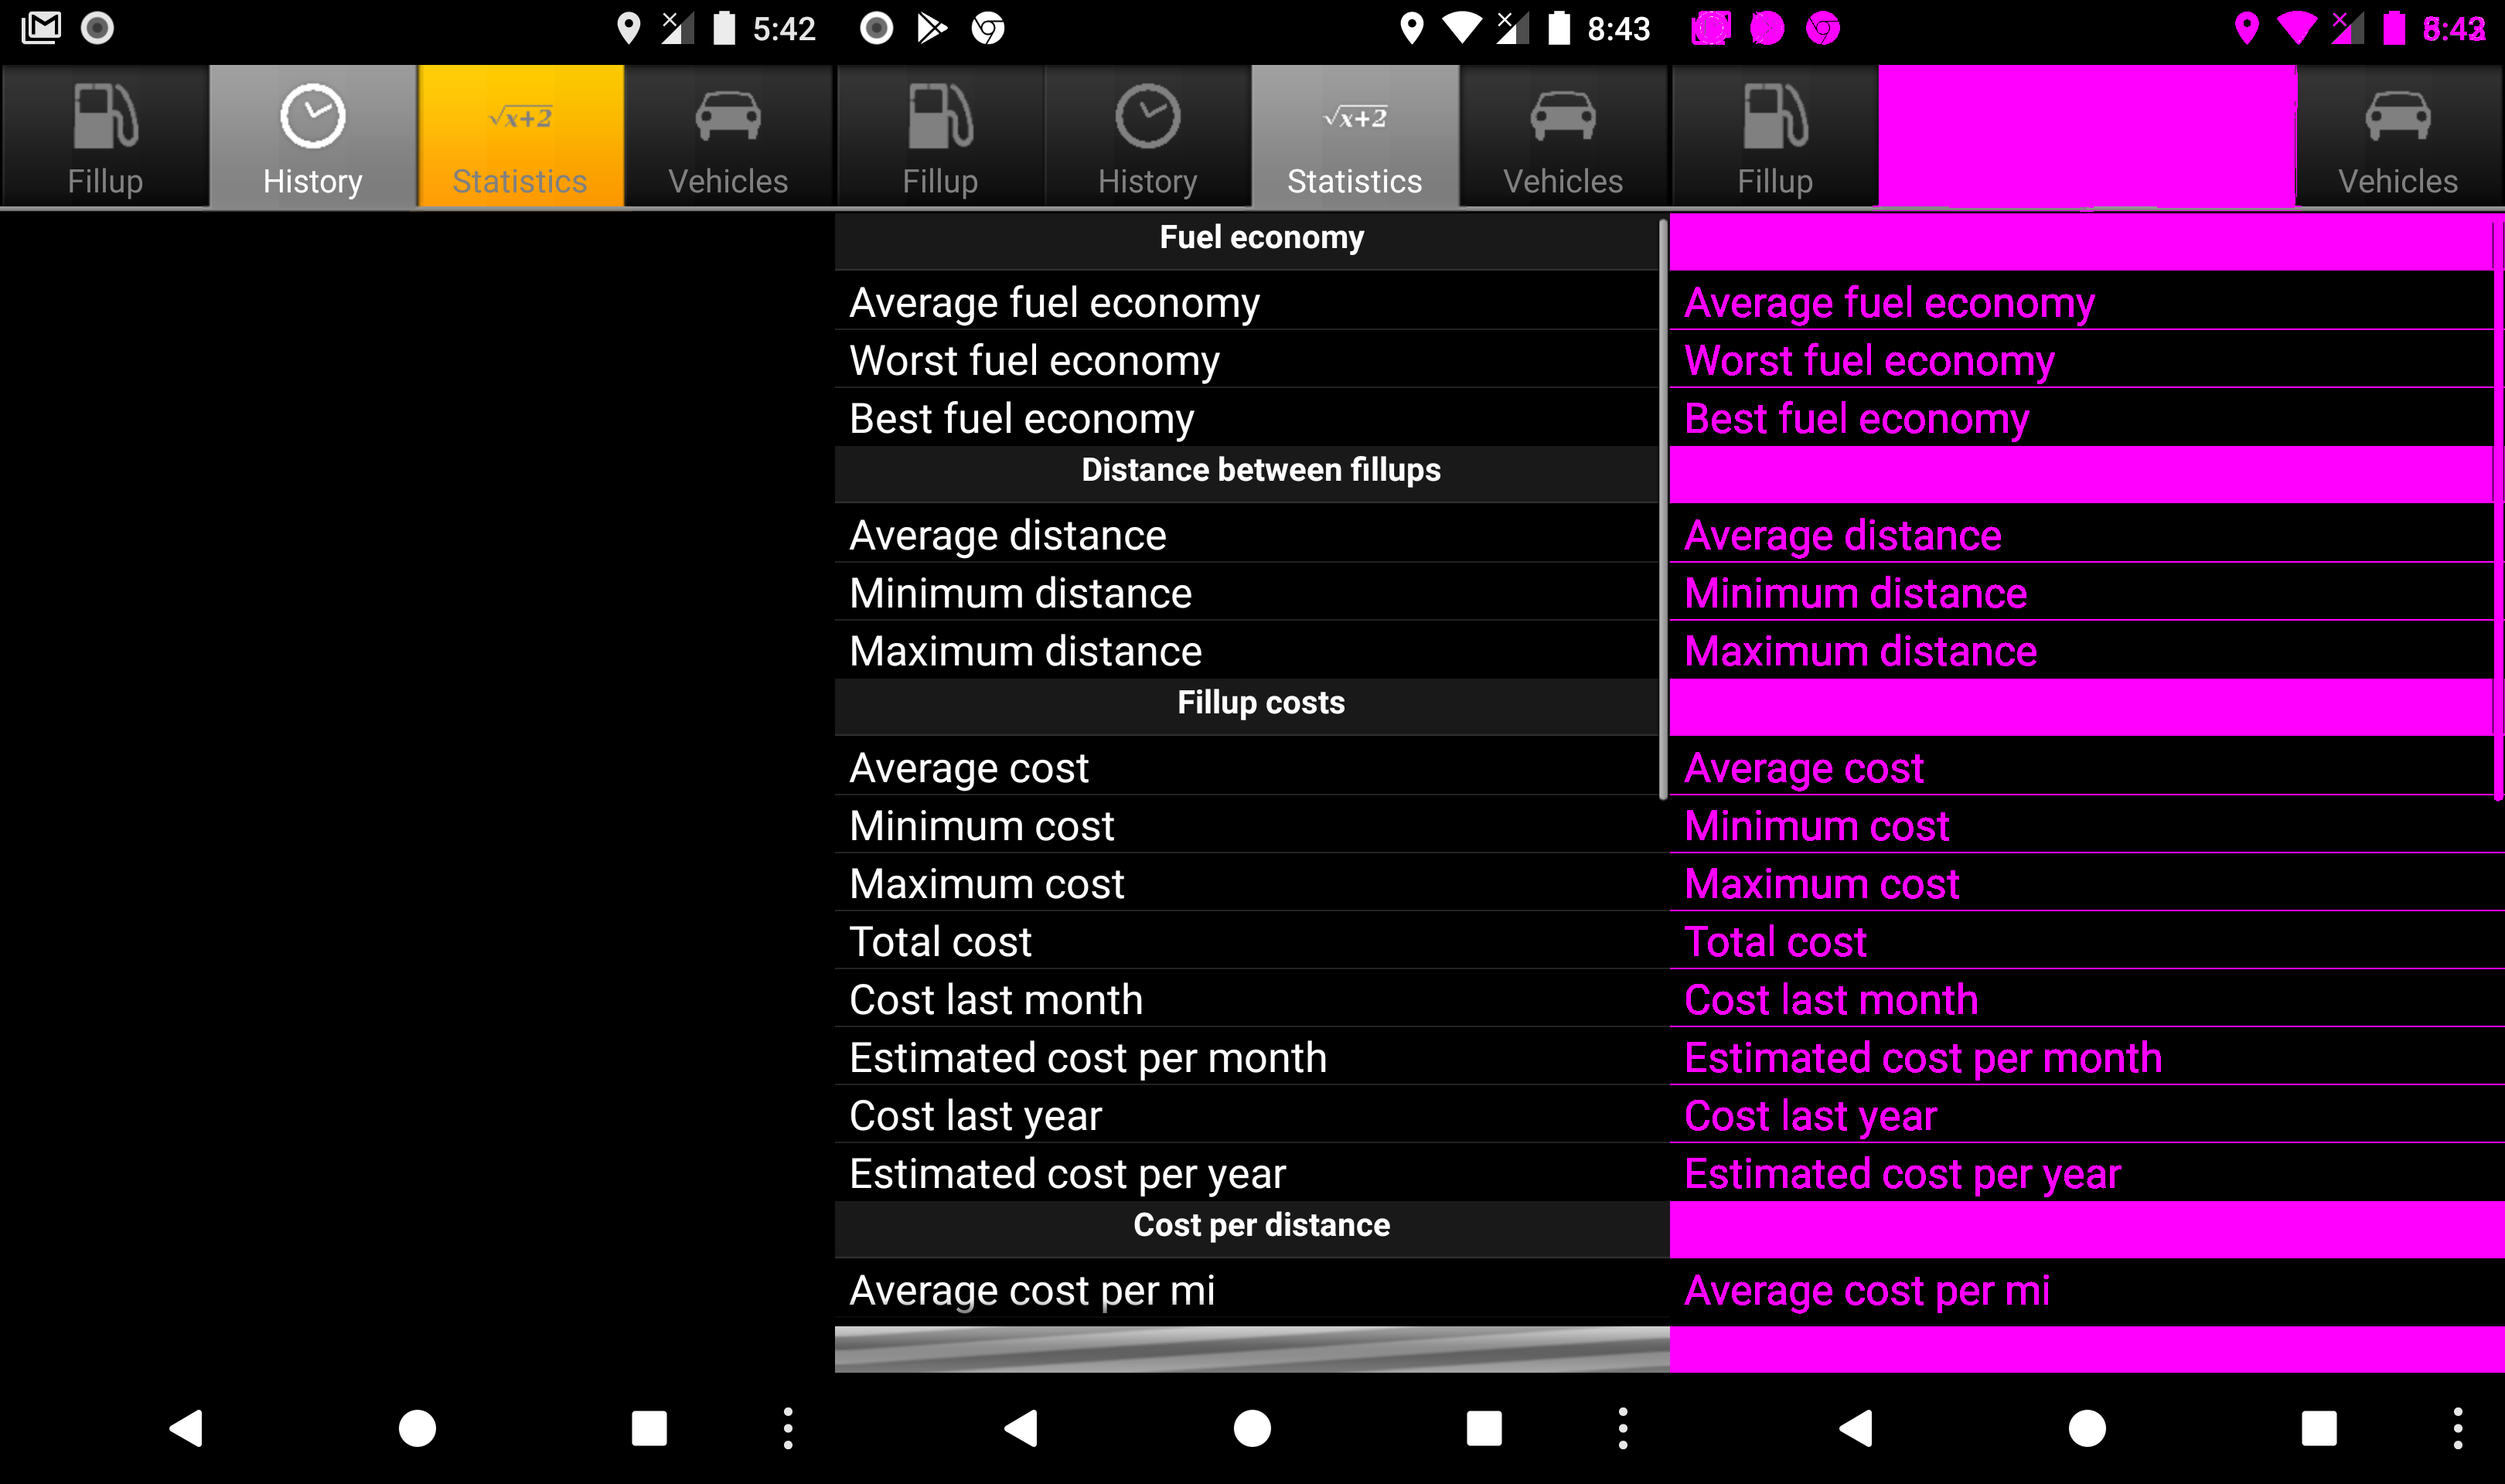 5:42
Fillup
History
√x+2
Statistics
Vehicles
8:43
Fillup
History
√x+2
Statistics
Vehicles
Fuel economy
Average fuel economy
Worst fuel economy
Best fuel economy
Distance between fillups
Average distance
Minimum distance
Maximum distance
Fillup costs
Average cost
Minimum cost
Maximum cost
Total cost
Cost last month
Estimated cost per month
Cost last year
Estimated cost per year
Cost per distance
Average cost per mi
Fillup
Vehicles
Average fuel economy
Worst fuel economy
Best fuel economy
Average distance
Minimum distance
Maximum distance
Average cost
Minimum cost
Maximum cost
Total cost
Cost last month
Estimated cost per month
Cost last year
Estimated cost per year
Average cost per mi